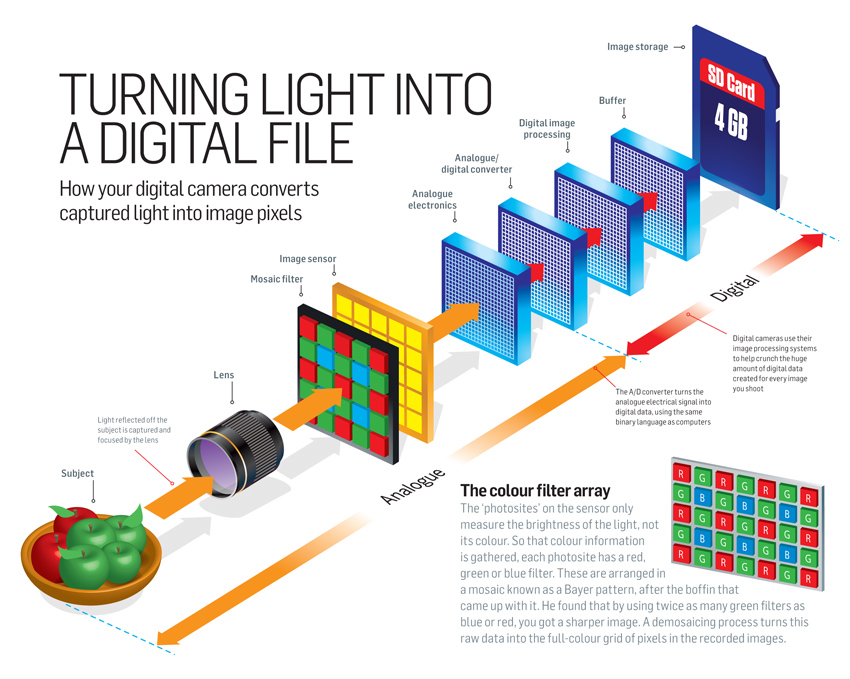 TURNING LIGHT INTO
A DIGITAL FILE
How your digital camera converts
captured light into image pixels
Image storage
SD Card
4 GB
Buffer
Digital image
processing
Analogue/
digital converter
Analogue
electronics
Image sensor
Mosaic filter
Lens
Light reflected off the
subject is captured and
focused by the lens
Subject
Analogue
Digital
Digital cameras use their
image processing systems
to help crunch the huge
amount of digital data
created for every image
you shoot
The A/D converter turns the
analogue electrical signal into
digital data, using the same
binary language as computers
The colour filter array
The 'photosites' on the sensor only
measure the brightness of the light, not
its colour. So that colour information
is gathered, each photosite has a red,
green or blue filter. These are arranged in
a mosaic known as a Bayer pattern, after the boffin that
came up with it. He found that by using twice as many green filters as
blue or red, you got a sharper image. A demosaicing process turns this
raw data into the full-colour grid of pixels in the recorded images.
R G R G R G R
G B G B G B G
R G R G R G R
G B G B G B G
R G R G R G R